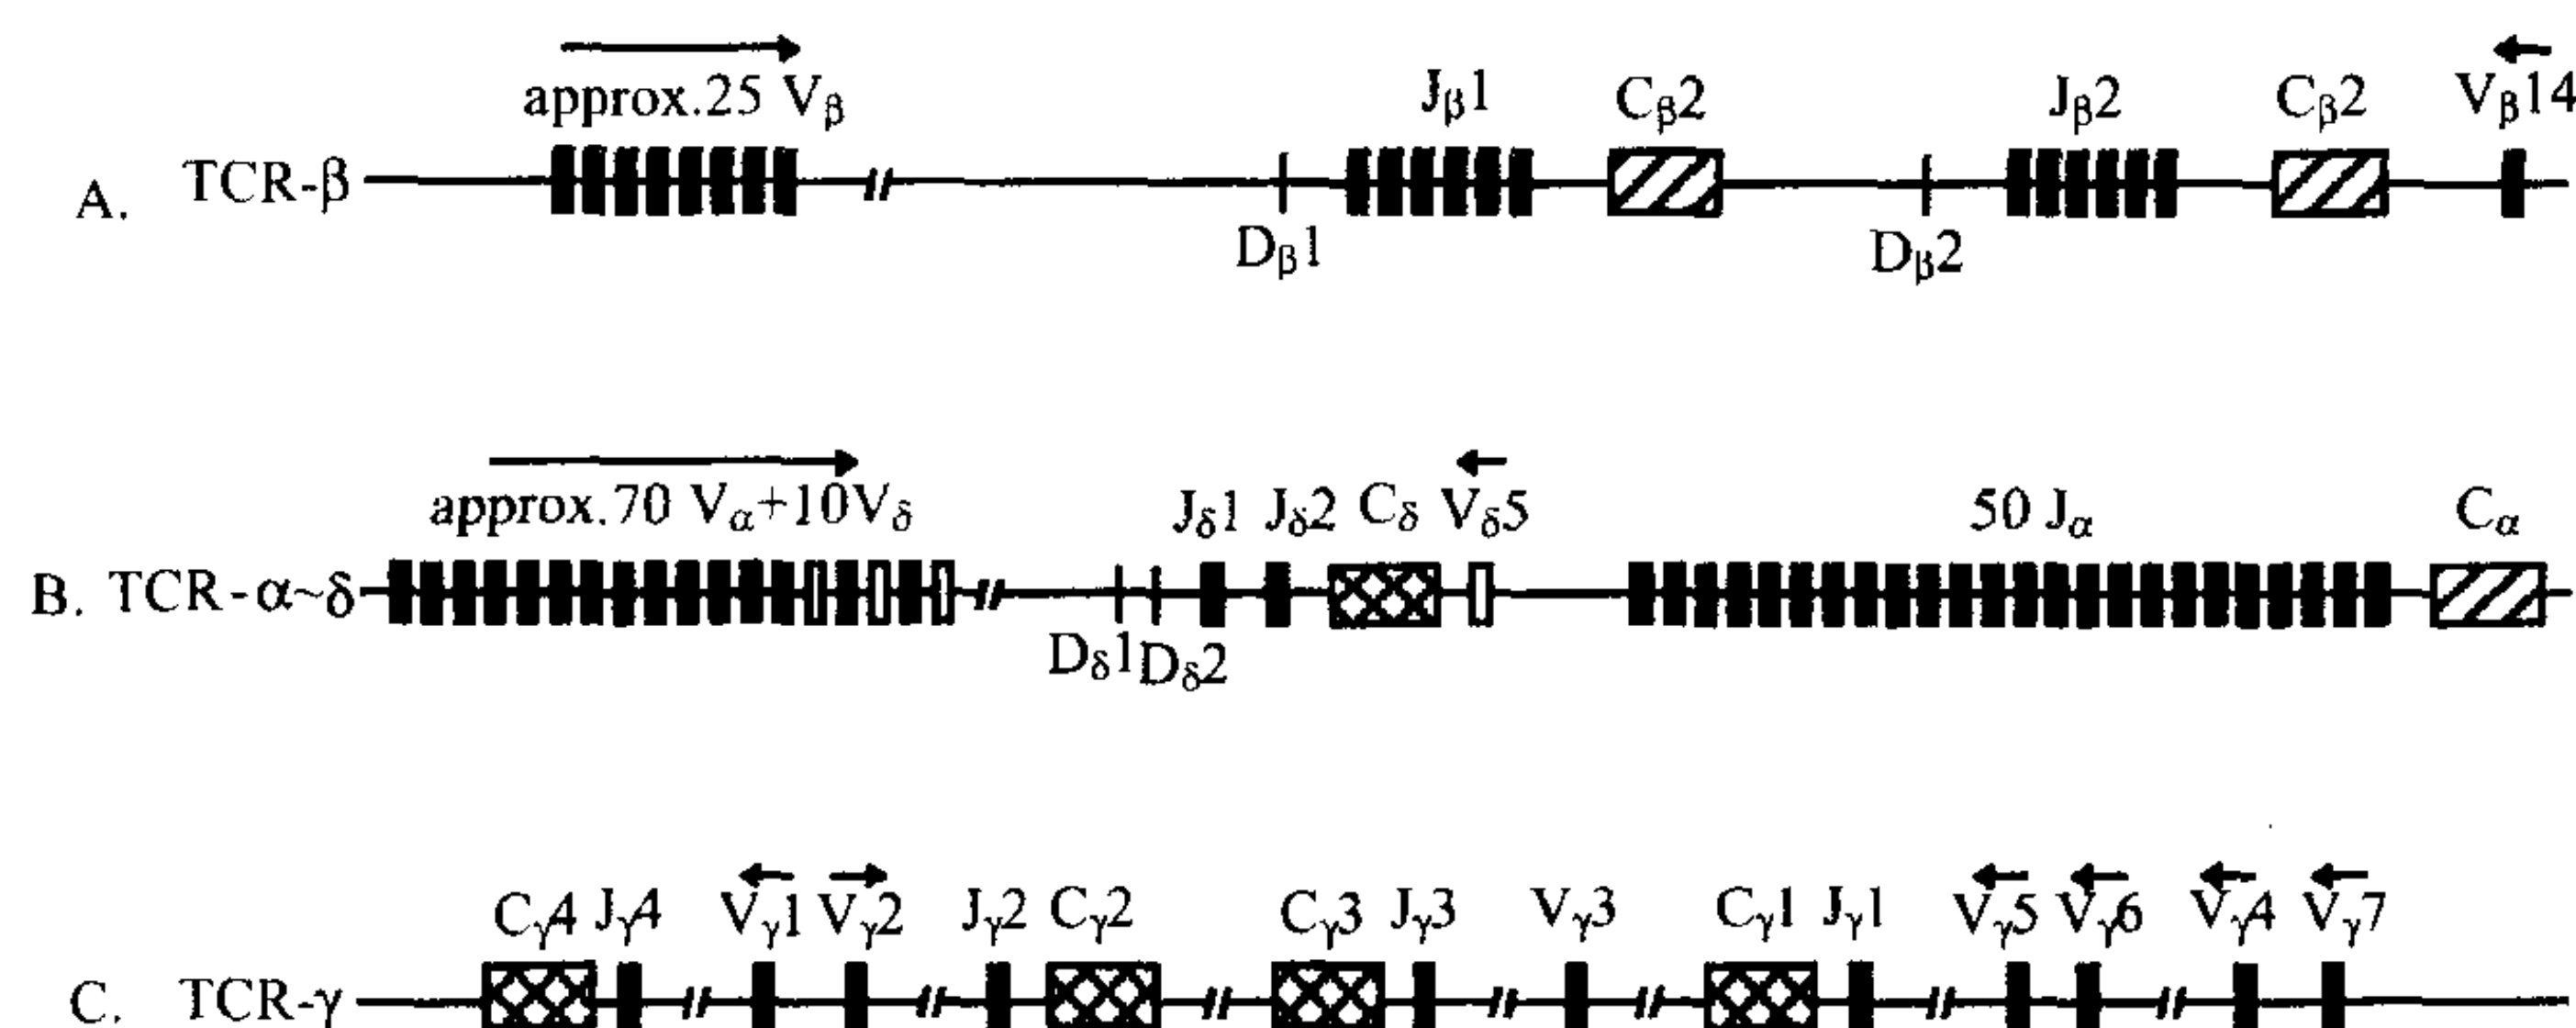 approx.25 Vβ Jβ1 Cβ2 Jβ2 Cβ2 Vβ14
A. TCR-β
Dβ1 Dβ2
approx.70 Vα+10Vδ Jδ1 Jδ2 Cδ Vδ5 50 Jα Cα
B. TCR-α~δ
Dδ1 Dδ2
Cγ4 Jγ4 Vγ1 Vγ2 Jγ2 Cγ2 Cγ3 Jγ3 Vγ3 Cγ1 Jγ1 Vγ5 Vγ6 Vγ4 Vγ7
C. TCR-γ